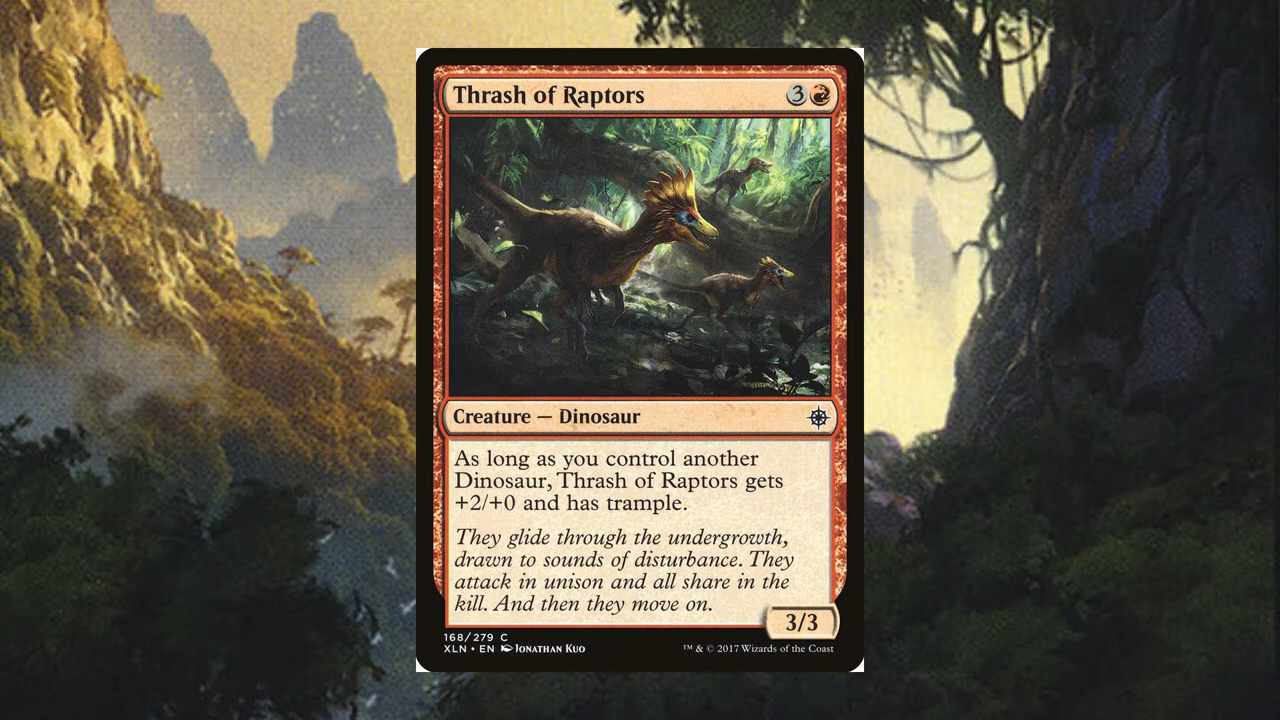 Thrash of Raptors 3
Creature — Dinosaur
As long as you control another
Dinosaur, Thrash of Raptors gets
+2/+0 and has trample.
They glide through the undergrowth,
drawn to sounds of disturbance. They
attack in unison and all share in the
kill. And then they move on.
3/3
168/279 C
XLN • EN Jonathan Kuo
™ & © 2017 Wizards of the Coast